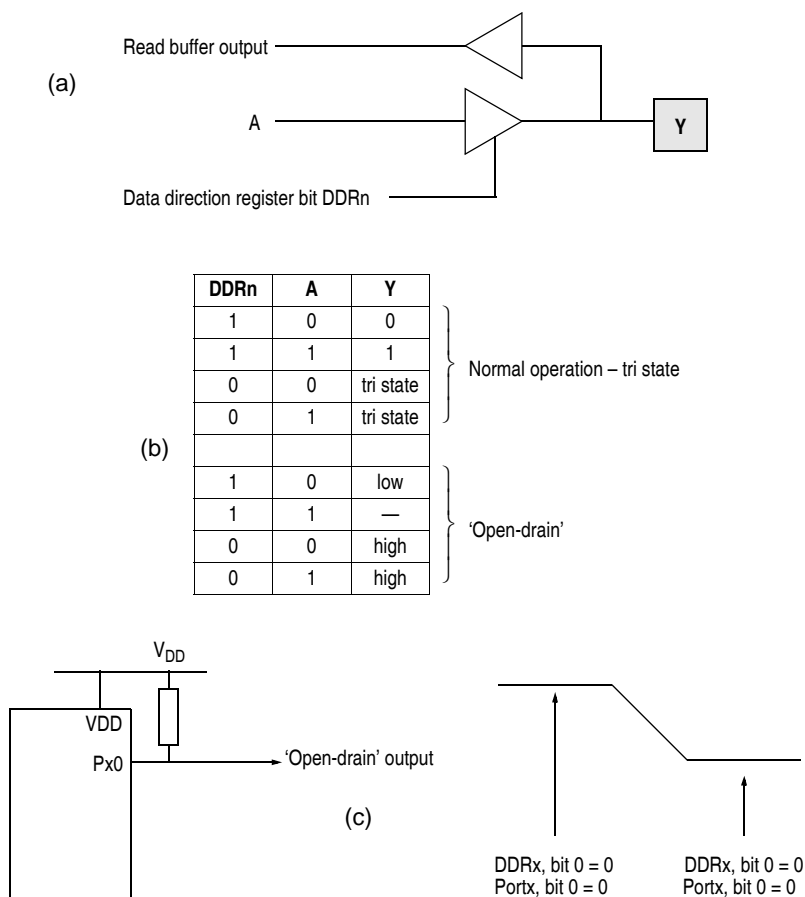 Read buffer output
(a)
A
Y
Data direction register bit DDRn
DDRn A Y
1 0 0
1 1 1
0 0 tri state
0 1 tri state
Normal operation – tri state
(b)
1 0 low
1 1 —
0 0 high
0 1 high
‘Open-drain’
VDD
VDD
Px0
‘Open-drain’ output
(c)
DDRx, bit 0 = 0
Portx, bit 0 = 0
DDRx, bit 0 = 0
Portx, bit 0 = 0